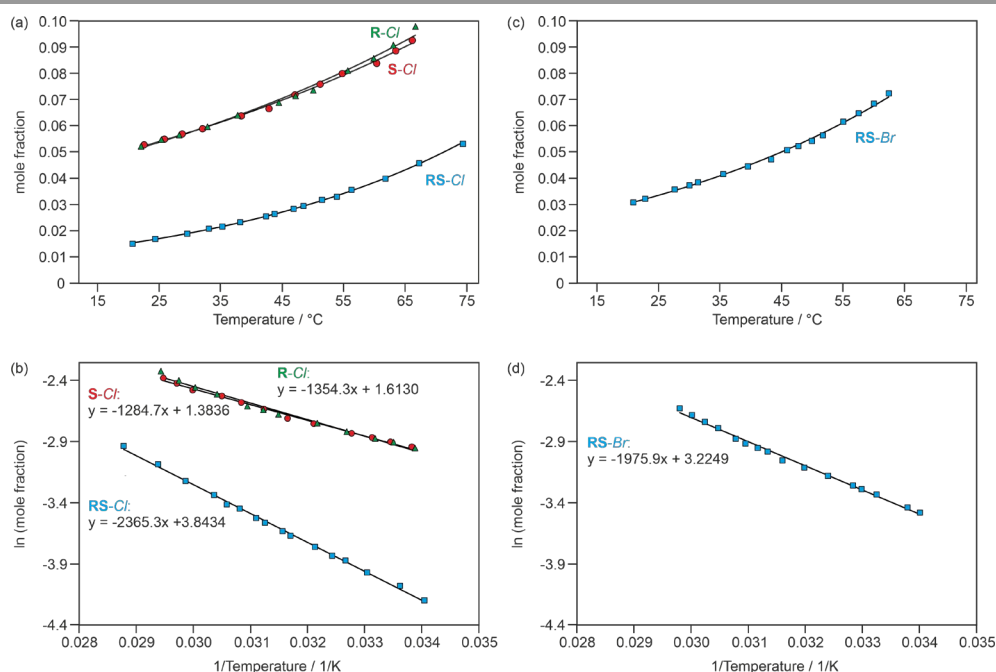 (a)
0.10
0.09
0.08
0.07
0.06
0.05
0.04
0.03
0.02
0.01
0
mole fraction
R-Cl
S-Cl
RS-Cl
15 25 35 45 55 65 75
Temperature / °C
(c)
0.10
0.09
0.08
0.07
0.06
0.05
0.04
0.03
0.02
0.01
0
mole fraction
RS-Br
15 25 35 45 55 65 75
Temperature / °C
(b)
-2.4
-2.9
-3.4
-3.9
-4.4
ln (mole fraction)
R-Cl:
y = -1354.3x + 1.6130
S-Cl:
y = -1284.7x + 1.3836
RS-Cl:
y = -2365.3x +3.8434
0.028 0.029 0.030 0.031 0.032 0.033 0.034 0.035
1/Temperature / 1/K
(d)
-2.4
-2.9
-3.4
-3.9
-4.4
ln (mole fraction)
RS-Br:
y = -1975.9x + 3.2249
0.028 0.029 0.030 0.031 0.032 0.033 0.034 0.035
1/Temperature / 1/K